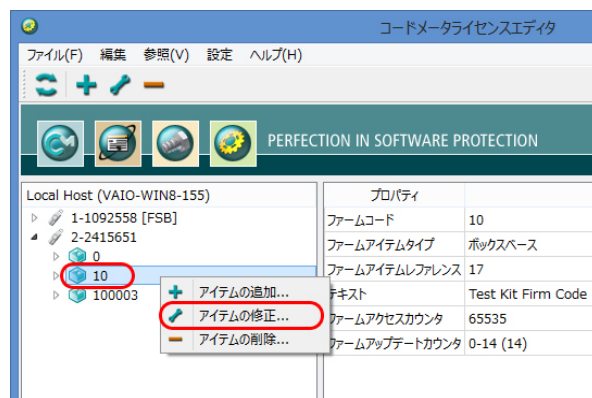 コードメータライセンスエディタ
ファイル(F) 編集 参照(V) 設定 ヘルプ(H)
PERFECTION IN SOFTWARE PROTECTION
Local Host (VAIO-WIN8-155)
1-1092558 [FSB]
2-2415651
0
10
100003
アイテムの追加...
アイテムの修正...
アイテムの削除...
プロパティ
ファームコード 10
ファームアイテムタイプ ボックスベース
ファームアイテムレファレンス 17
テキスト Test Kit Firm Code
ファームアクセスカウンタ 65535
ファームアップデートカウンタ 0-14 (14)